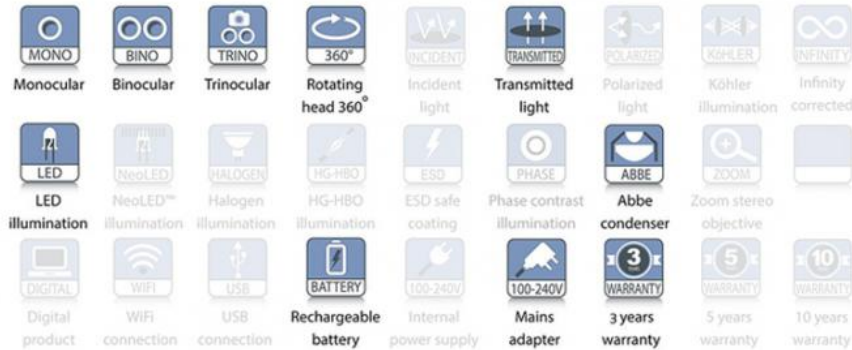 MONO BINO TRINO 360° INCIDENT TRANSMITTED POLARIZED KÖHLER INFINITY
Monocular Binocular Trinocular Rotating Incident Transmitted Polarized Köhler Infinity
head 360° light light light illumination corrected
LED NeoLED HALOGEN HG-HBO ESD PHASE ABBE ZOOM
LED NeoLED™ Halogen HG-HBO ESD safe Phase contrast Abbe Zoom stereo
illumination illumination illumination illumination coating illumination condenser objective
DIGITAL WIFI USB BATTERY 100-240V 100-240V 3 WARRANTY 5 WARRANTY 10 WARRANTY
Digital WiFi USB Rechargeable Internal Mains 3 years 5 years 10 years
product connection connection battery power supply adapter warranty warranty warranty